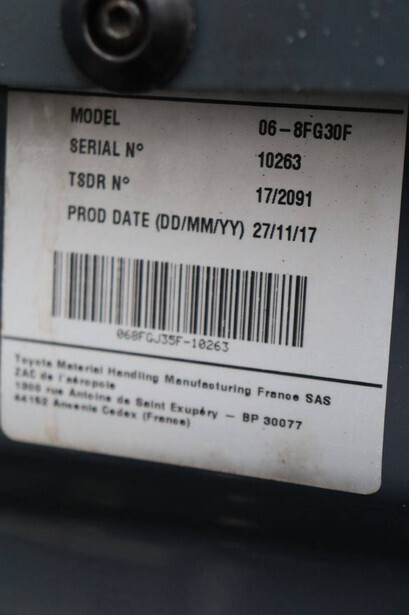 MODEL 06-8FG30F
SERIAL N° 10263
TSDR N° 17/2091
PROD DATE (DD/MM/YY) 27/11/17
068FGJ35F-10263
Toyota Material Handling Manufacturing France SAS
ZAC de l'aéropole
1900 rue Antoine de Saint Exupéry — BP 30077
44152 Ancenis Cedex (France)